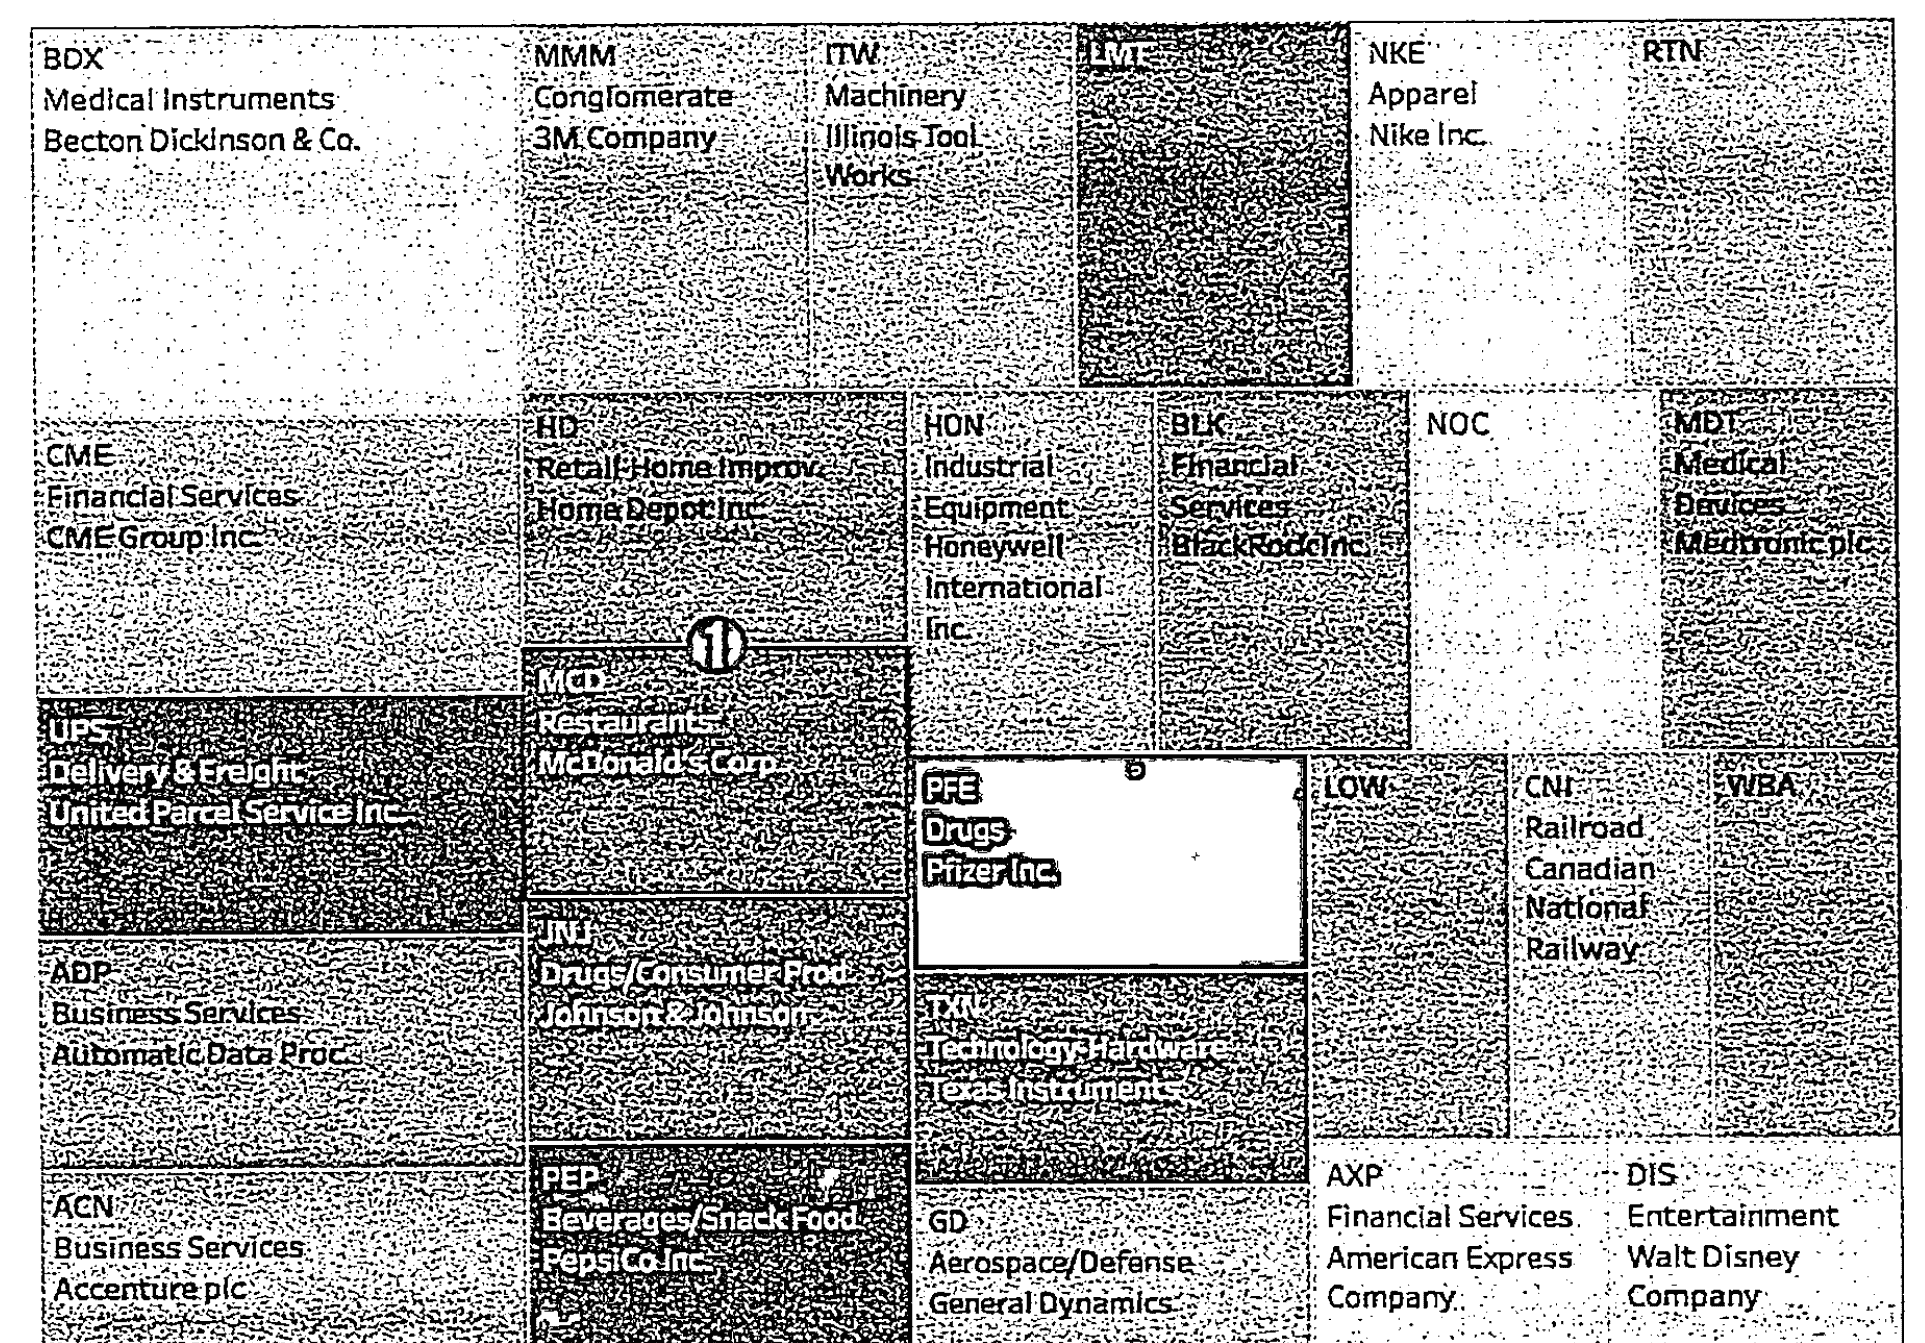 BDX
Medical Instruments
Becton Dickinson & Co.
MMM
Conglomerate
3M Company
ITW
Machinery
Illinois Tool
Works
LMT
NKE
Apparel
Nike Inc.
RTN
CME
Financial Services
CME Group Inc.
HD
Retail-Home Improv.
Home Depot Inc.
HON
Industrial
Equipment
Honeywell
International
Inc.
BLK
Financial
Services
BlackRock Inc.
NOC
MDT
Medical
Devices
Medtronic plc
1
UPS
Delivery & Freight
United Parcel Service Inc.
MCD
Restaurants
McDonald's Corp.
PFE
Drugs
Pfizer Inc.
LOW
CNI
Railroad
Canadian
National
Railway
WBA
ADP
Business Services
Automatic Data Proc.
JNJ
Drugs/Consumer Prod.
Johnson & Johnson
TXN
Technology-Hardware
Texas Instruments
ACN
Business Services
Accenture plc
PEP
Beverages/Snack Food
PepsiCo Inc.
GD
Aerospace/Defense
General Dynamics
AXP
Financial Services
American Express
Company
DIS
Entertainment
Walt Disney
Company